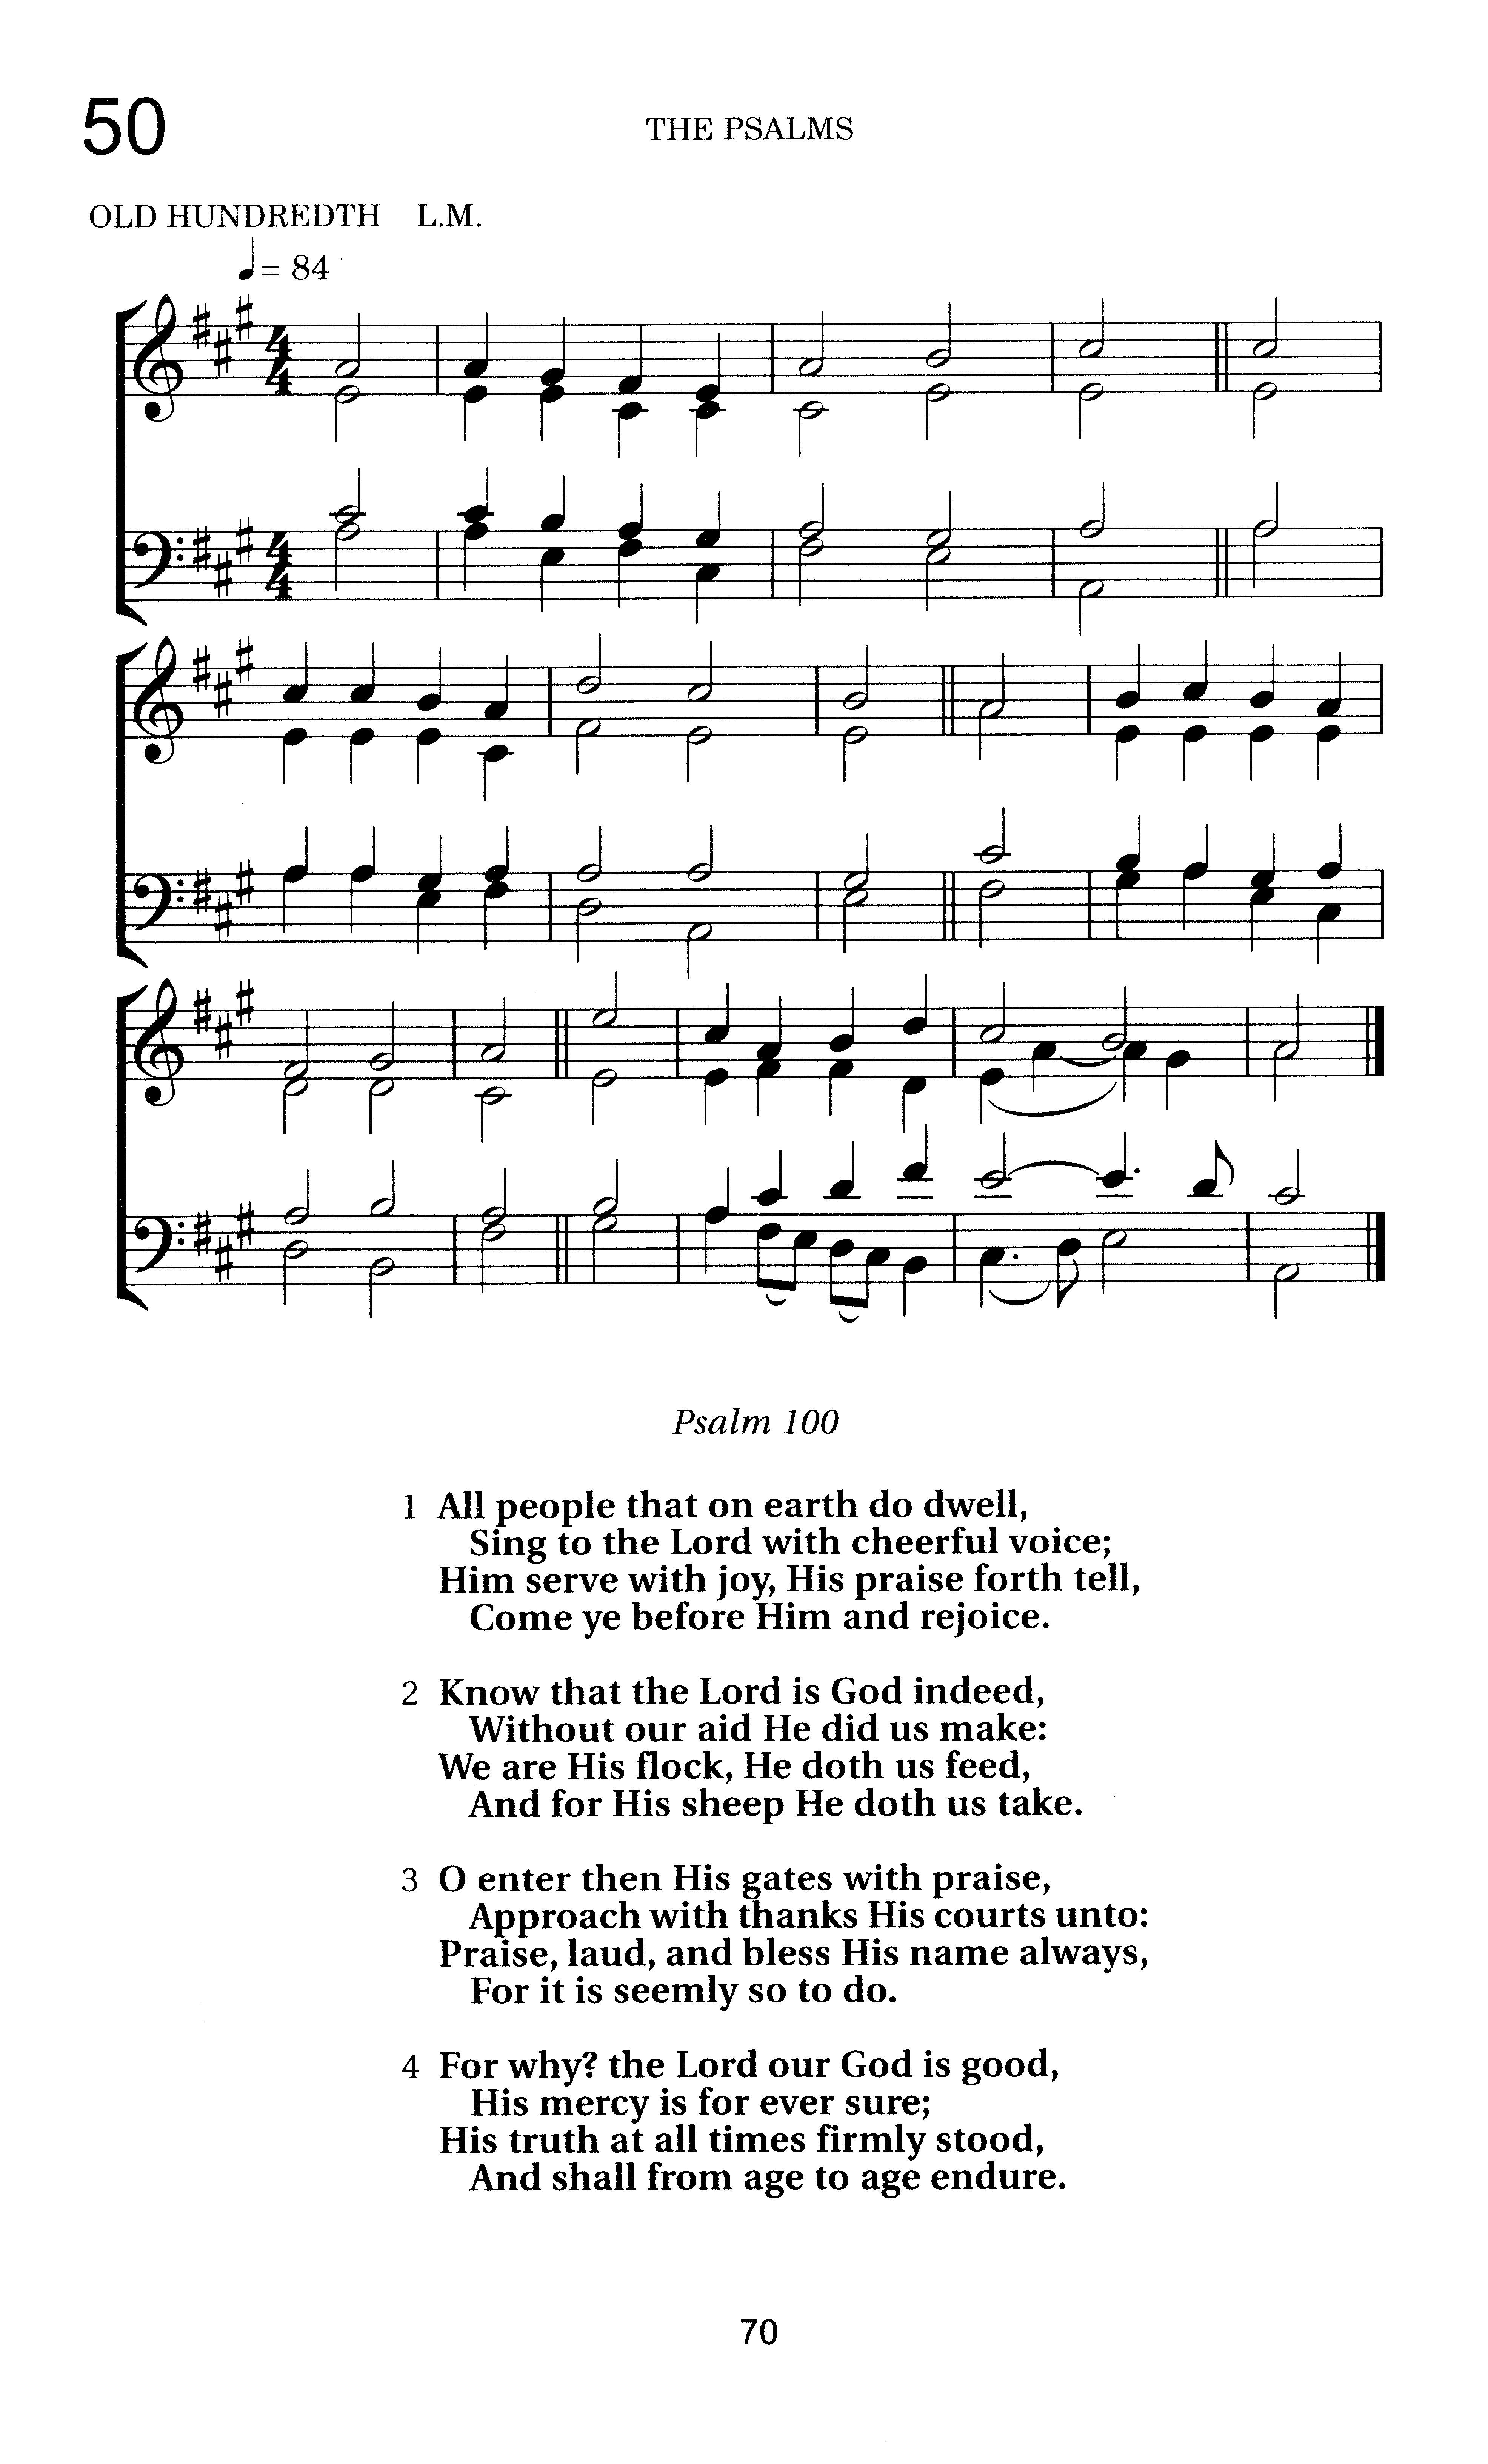 50
THE PSALMS
OLD HUNDREDTH L.M.
♩= 84
Psalm 100
1 All people that on earth do dwell,
Sing to the Lord with cheerful voice;
Him serve with joy, His praise forth tell,
Come ye before Him and rejoice.
2 Know that the Lord is God indeed,
Without our aid He did us make:
We are His flock, He doth us feed,
And for His sheep He doth us take.
3 O enter then His gates with praise,
Approach with thanks His courts unto:
Praise, laud, and bless His name always,
For it is seemly so to do.
4 For why? the Lord our God is good,
His mercy is for ever sure;
His truth at all times firmly stood,
And shall from age to age endure.
70